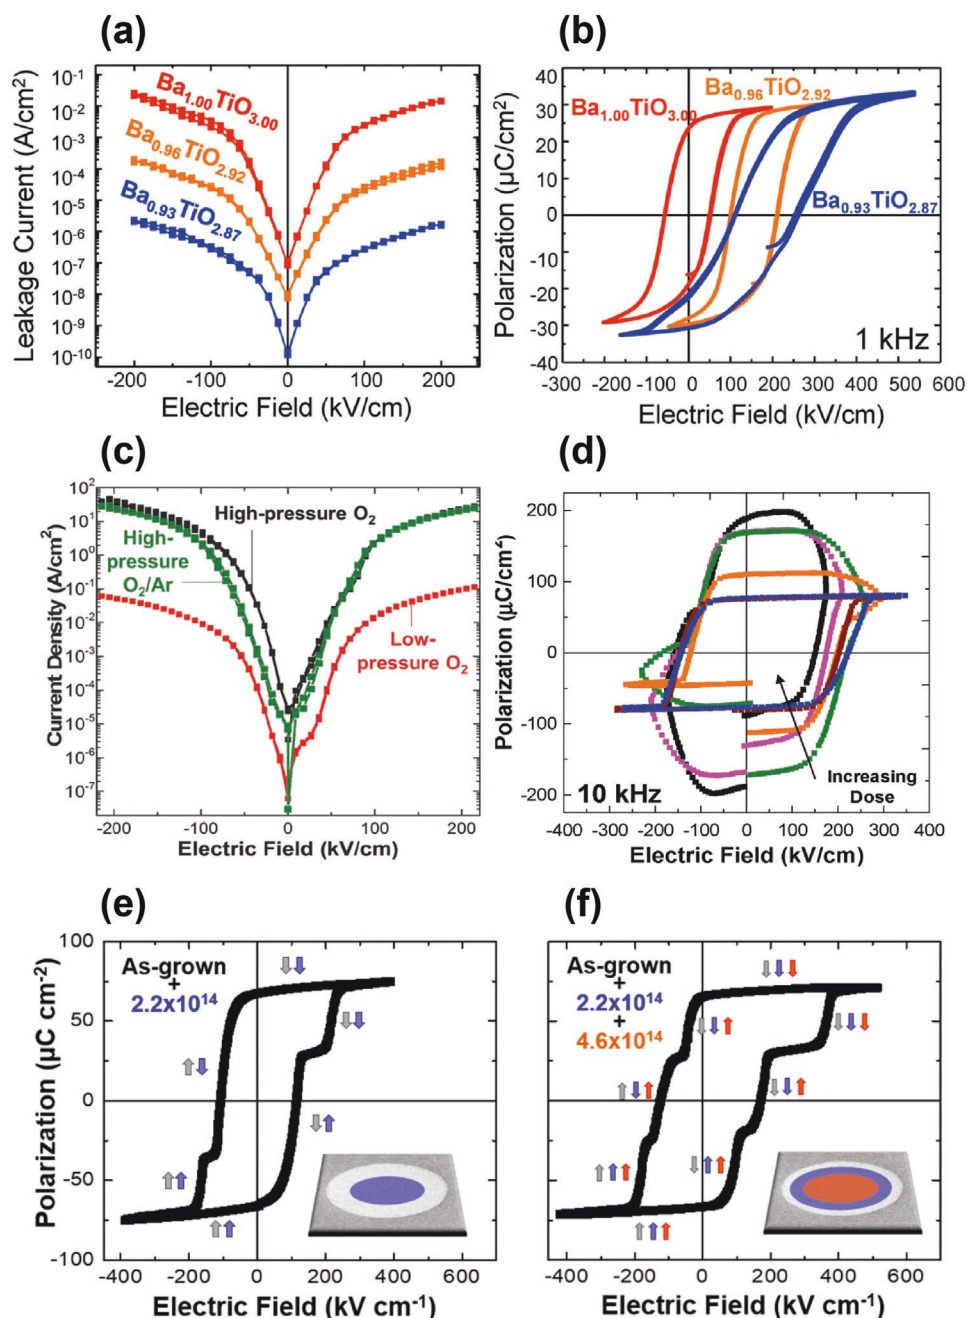 (a)
Leakage Current (A/cm²)
10⁻¹
10⁻²
10⁻³
10⁻⁴
10⁻⁵
10⁻⁶
10⁻⁷
10⁻⁸
10⁻⁹
10⁻¹⁰
Ba₁.₀₀TiO₃.₀₀
Ba₀.₉₆TiO₂.₉₂
Ba₀.₉₃TiO₂.₈₇
-200 -100 0 100 200
Electric Field (kV/cm)
(b)
Polarization (µC/cm²)
40
30
20
10
0
-10
-20
-30
-40
Ba₁.₀₀TiO₃.₀₀
Ba₀.₉₆TiO₂.₉₂
Ba₀.₉₃TiO₂.₈₇
1 kHz
-300 -200 -100 0 100 200 300 400 500 600
Electric Field (kV/cm)
(c)
Current Density (A/cm²)
10²
10¹
10⁰
10⁻¹
10⁻²
10⁻³
10⁻⁴
10⁻⁵
10⁻⁶
10⁻⁷
High-pressure O₂
High-
pressure
O₂/Ar
Low-
pressure O₂
-200 -100 0 100 200
Electric Field (kV/cm)
(d)
Polarization (µC/cm²)
200
100
0
-100
-200
Increasing
Dose
10 kHz
-400 -300 -200 -100 0 100 200 300 400
Electric Field (kV/cm)
(e)
Polarization (µC cm⁻²)
100
75
50
25
0
-50
-100
As-grown
+
2.2x10¹⁴
-400 -200 0 200 400 600
Electric Field (kV cm⁻¹)
(f)
100
75
50
25
0
-50
-100
As-grown
+
2.2x10¹⁴
+
4.6x10¹⁴
-400 -200 0 200 400 600
Electric Field (kV cm⁻¹)